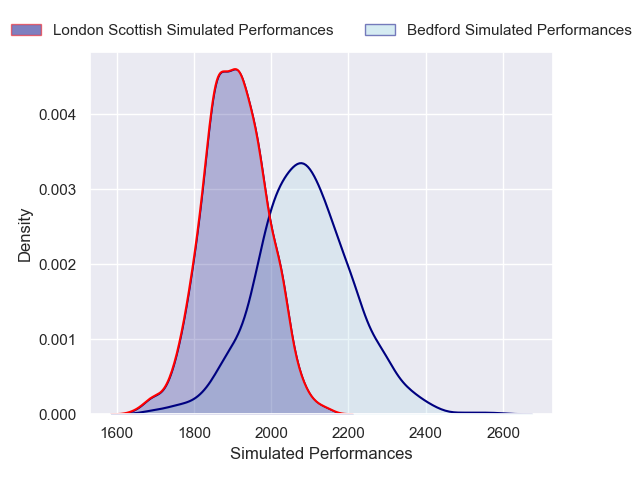 London Scottish Simulated Performances
Bedford Simulated Performances
Density
0.004
0.003
0.002
0.001
0.000
1600 1800 2000 2200 2400 2600
Simulated Performances